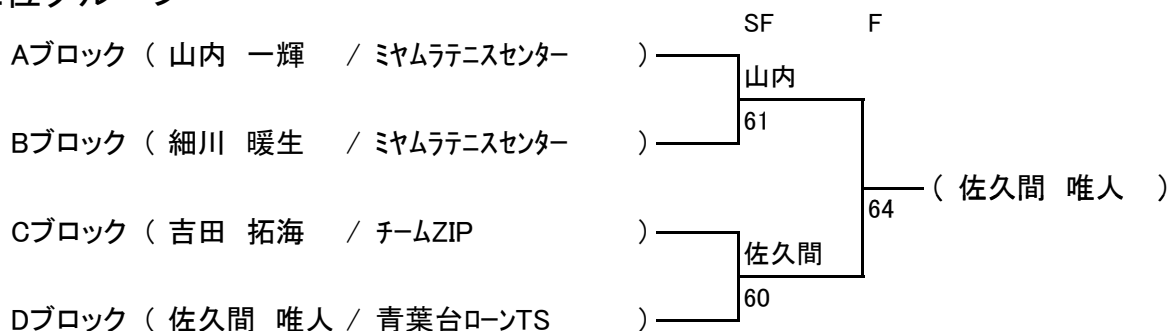 位グループ
SF F
Aブロック ( 山内 一輝 / ミヤムラテニスセンター )
山内
61
Bブロック ( 細川 暖生 / ミヤムラテニスセンター )
( 佐久間 唯人 )
64
Cブロック ( 吉田 拓海 / チームZIP )
佐久間
60
Dブロック ( 佐久間 唯人 / 青葉台ローンTS )